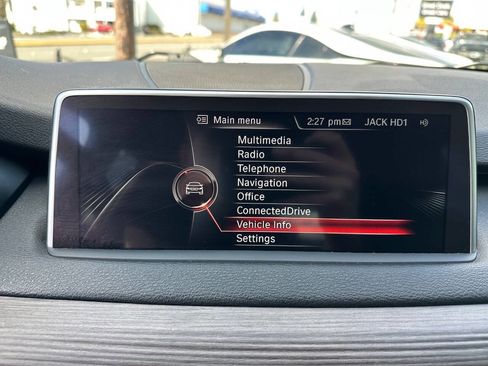 Main menu 2:27 pm JACK HD1
Multimedia
Radio
Telephone
Navigation
Office
ConnectedDrive
Vehicle Info
Settings